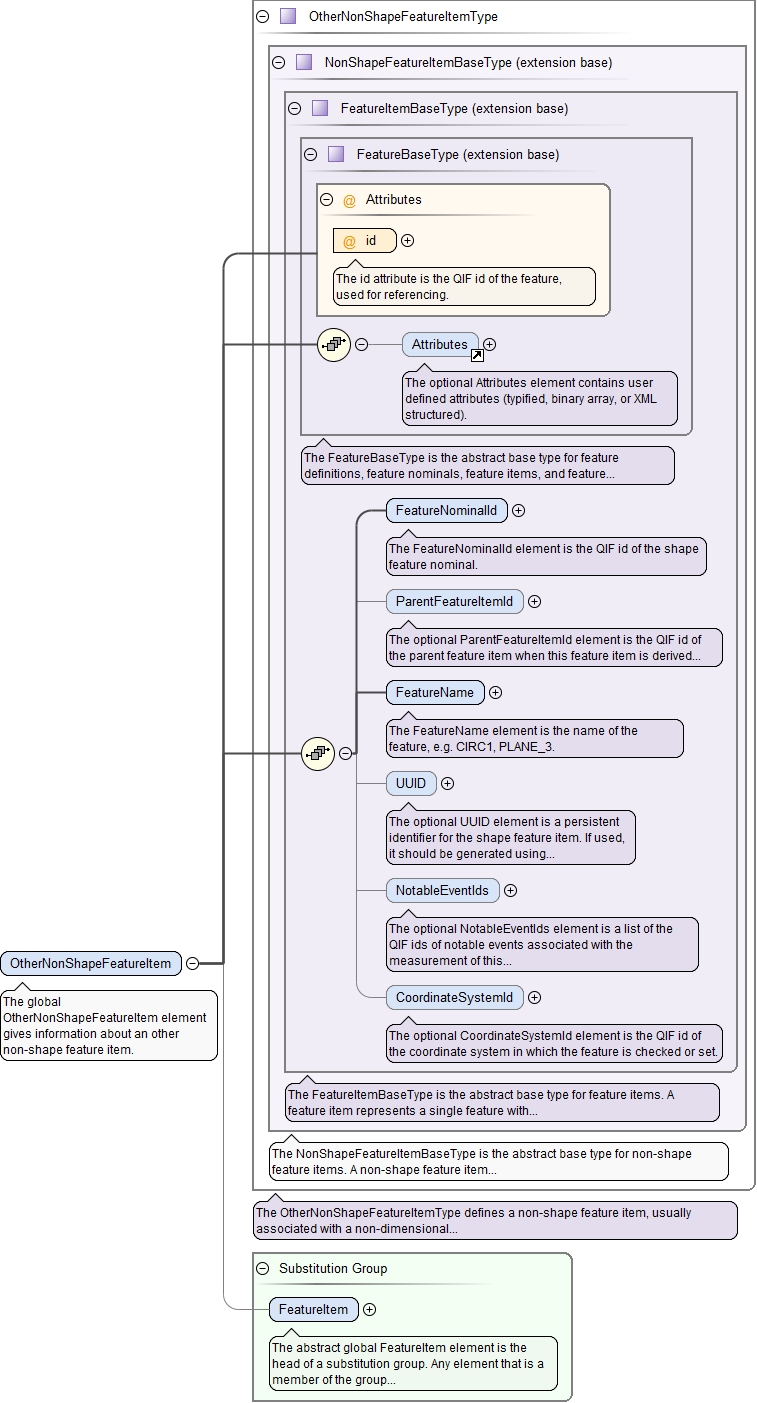 OtherNonShapeFeatureItemType
NonShapeFeatureItemBaseType (extension base)
FeatureItemBaseType (extension base)
FeatureBaseType (extension base)
@ Attributes
@ id
The id attribute is the QIF id of the feature,
used for referencing.
Attributes
The optional Attributes element contains user
defined attributes (typified, binary array, or XML
structured).
The FeatureBaseType is the abstract base type for feature
definitions, feature nominals, feature items, and feature...
FeatureNominalId
The FeatureNominalId element is the QIF id of the shape
feature nominal.
ParentFeatureItemId
The optional ParentFeatureItemId element is the QIF id of
the parent feature item when this feature item is derived...
FeatureName
The FeatureName element is the name of the
feature, e.g. CIRC1, PLANE_3.
UUID
The optional UUID element is a persistent
identifier for the shape feature item. If used,
it should be generated using...
NotableEventIds
The optional NotableEventIds element is a list of the
QIF ids of notable events associated with the
measurement of this...
CoordinateSystemId
The optional CoordinateSystemId element is the QIF id of
the coordinate system in which the feature is checked or set.
OtherNonShapeFeatureItem
The global
OtherNonShapeFeatureItem element
gives information about an other
non-shape feature item.
The FeatureItemBaseType is the abstract base type for feature items. A
feature item represents a single feature with...
The NonShapeFeatureItemBaseType is the abstract base type for non-shape
feature items. A non-shape feature item...
The OtherNonShapeFeatureItemType defines a non-shape feature item, usually
associated with a non-dimensional...
Substitution Group
FeatureItem
The abstract global FeatureItem element is the
head of a substitution group. Any element that is a
member of the group...